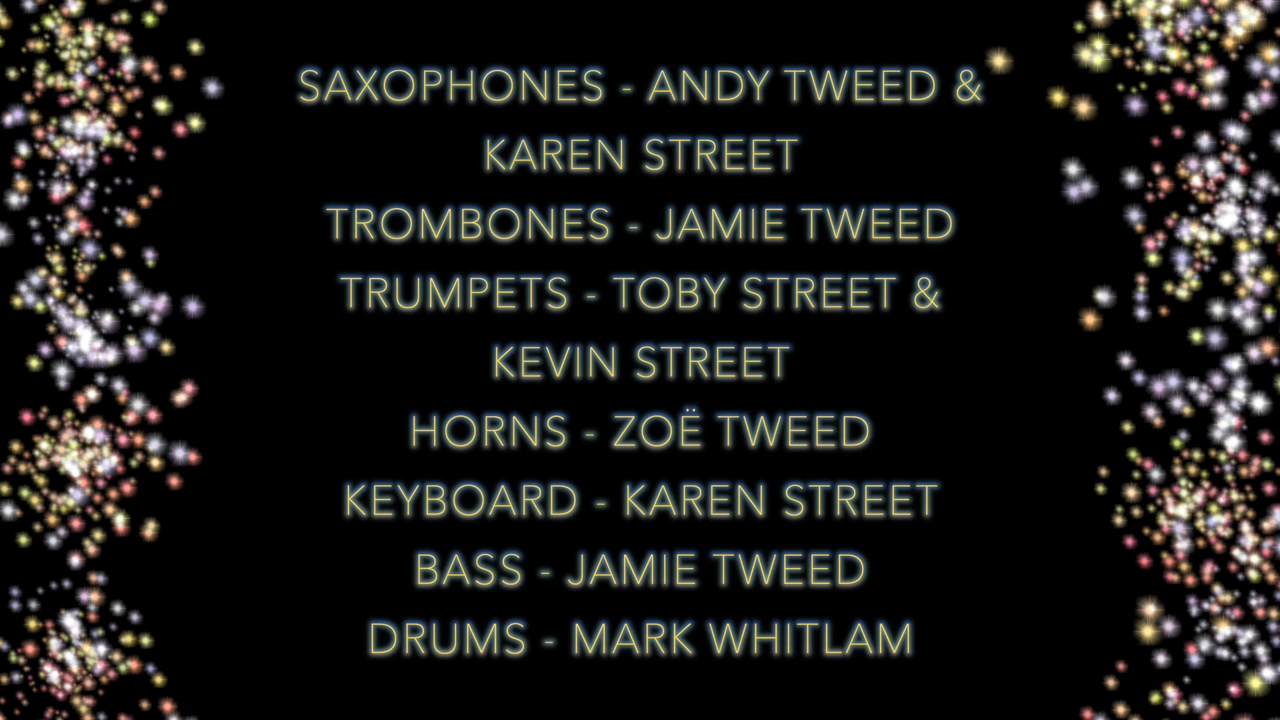 SAXOPHONES - ANDY TWEED &
KAREN STREET
TROMBONES - JAMIE TWEED
TRUMPETS - TOBY STREET &
KEVIN STREET
HORNS - ZOË TWEED
KEYBOARD - KAREN STREET
BASS - JAMIE TWEED
DRUMS - MARK WHITLAM